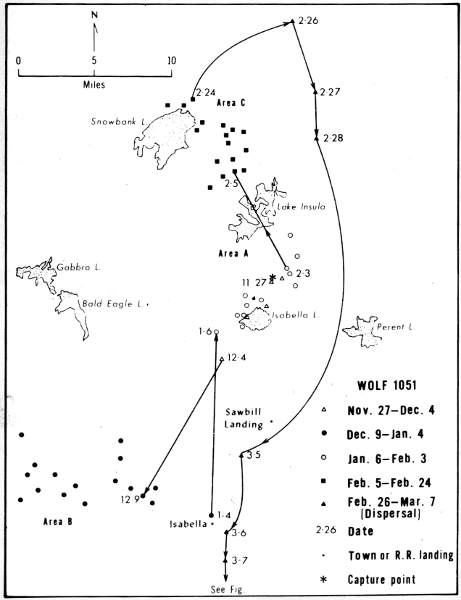 N
2·26
0 5 10
Miles
2·24
Area C
2·27
Snowbank L.
2·28
2·5
Lake Insula
Area A
Gabbro L.
11 27
2·3
Bald Eagle L.
Isabella L.
1·6
Perent L.
12·4
WOLF 1051
Nov. 27–Dec. 4
Sawbill
Landing
Dec. 9–Jan. 4
Jan. 6–Feb. 3
3·5
Feb. 5–Feb. 24
12·9
Feb. 26–Mar. 7
(Dispersal)
1·4
Area B
Isabella
2·26 Date
3·6
Town or R.R. landing
3·7
Capture point
See Fig.